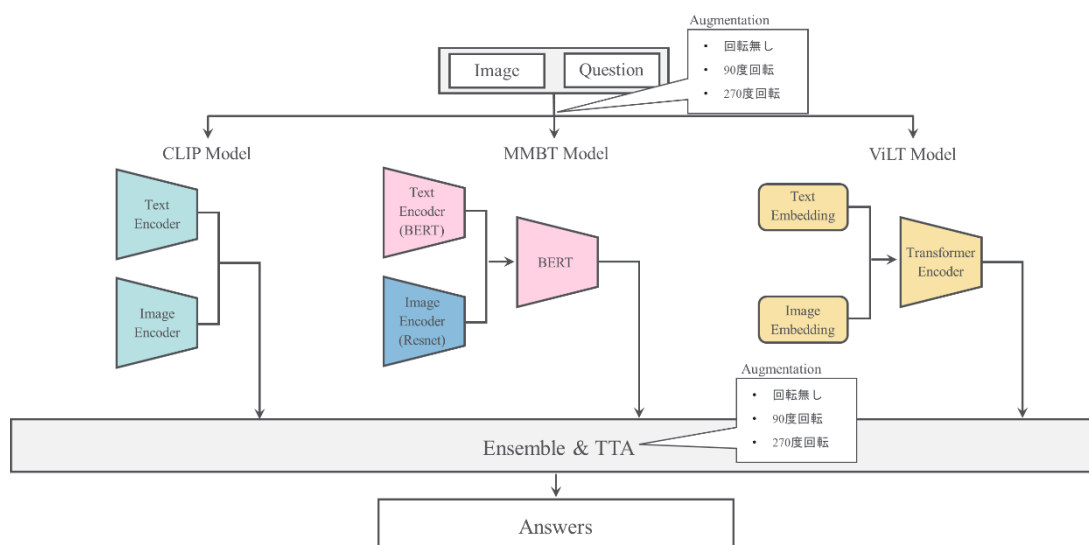 Augmentation
• 回転無し
• 90度回転
• 270度回転
Image
Question
CLIP Model
MMBT Model
ViLT Model
Text
Encoder
Image
Encoder
Text
Encoder
(BERT)
Image
Encoder
(Resnet)
BERT
Text
Embedding
Image
Embedding
Transformer
Encoder
Augmentation
• 回転無し
• 90度回転
• 270度回転
Ensemble & TTA
Answers